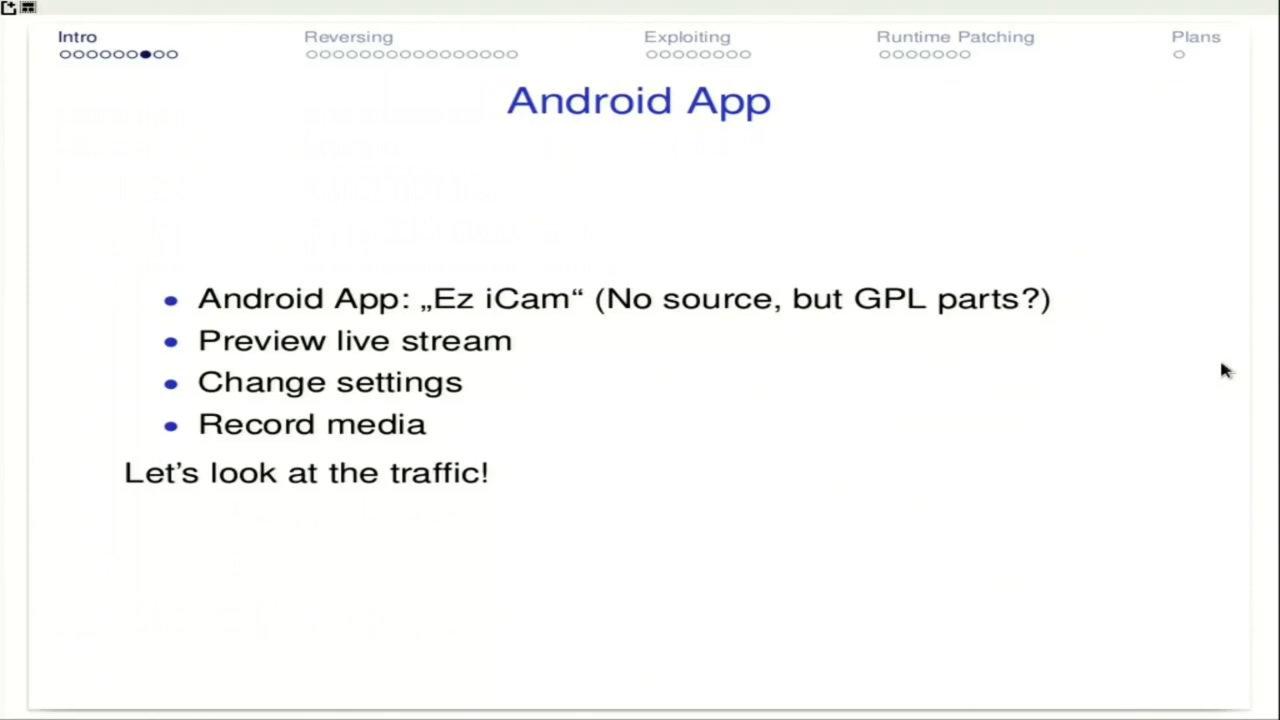 Intro Reversing Exploiting Runtime Patching Plans
Android App
Android App: „Ez iCam“ (No source, but GPL parts?)
Preview live stream
Change settings
Record media
Let's look at the traffic!